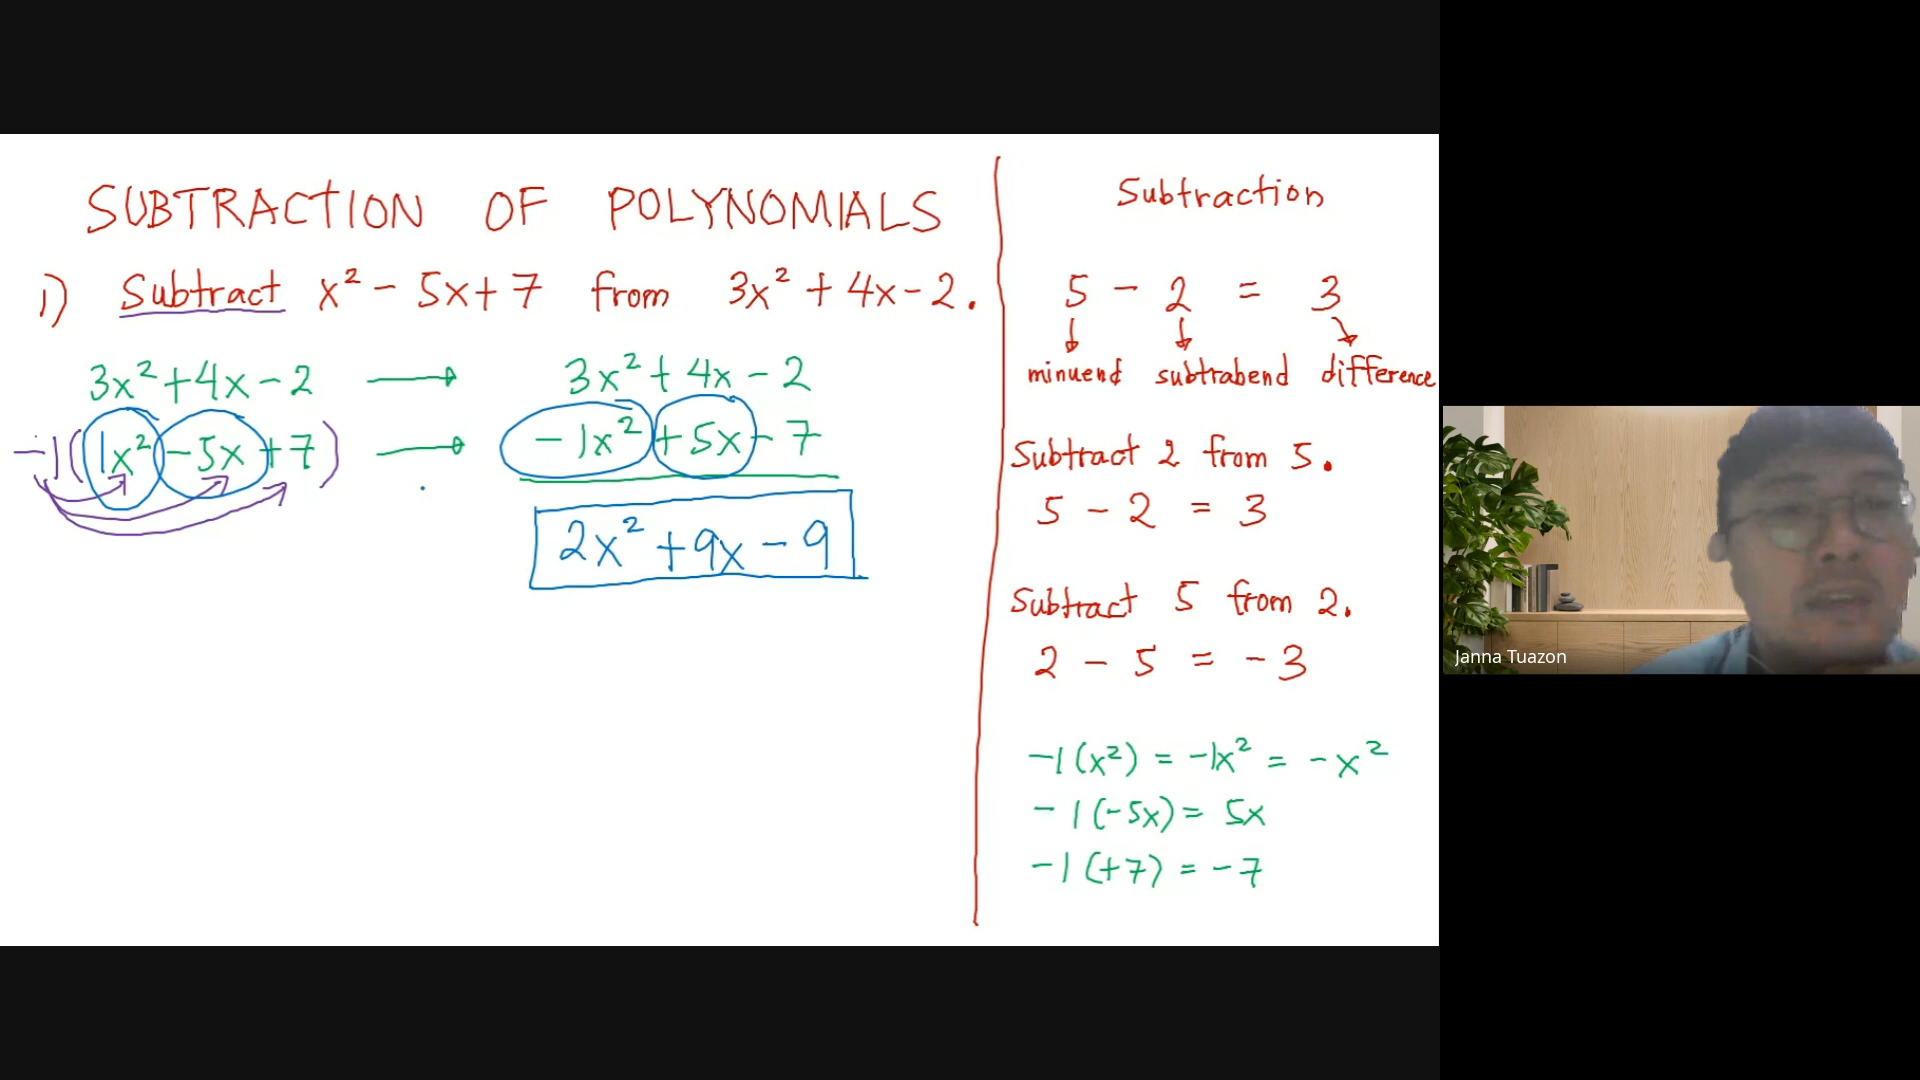 SUBTRACTION OF POLYNOMIALS
1) Subtract x² - 5x + 7 from 3x² + 4x - 2.
3x² + 4x - 2 → 3x² + 4x - 2
-1(1x² - 5x + 7) → -1x² + 5x - 7
2x² + 9x - 9
Subtraction
5 - 2 = 3
minuend subtrabend difference
Subtract 2 from 5.
5 - 2 = 3
Subtract 5 from 2.
2 - 5 = -3
-1(x²) = -1x² = -x²
-1(-5x) = 5x
-1(+7) = -7
Janna Tuazon